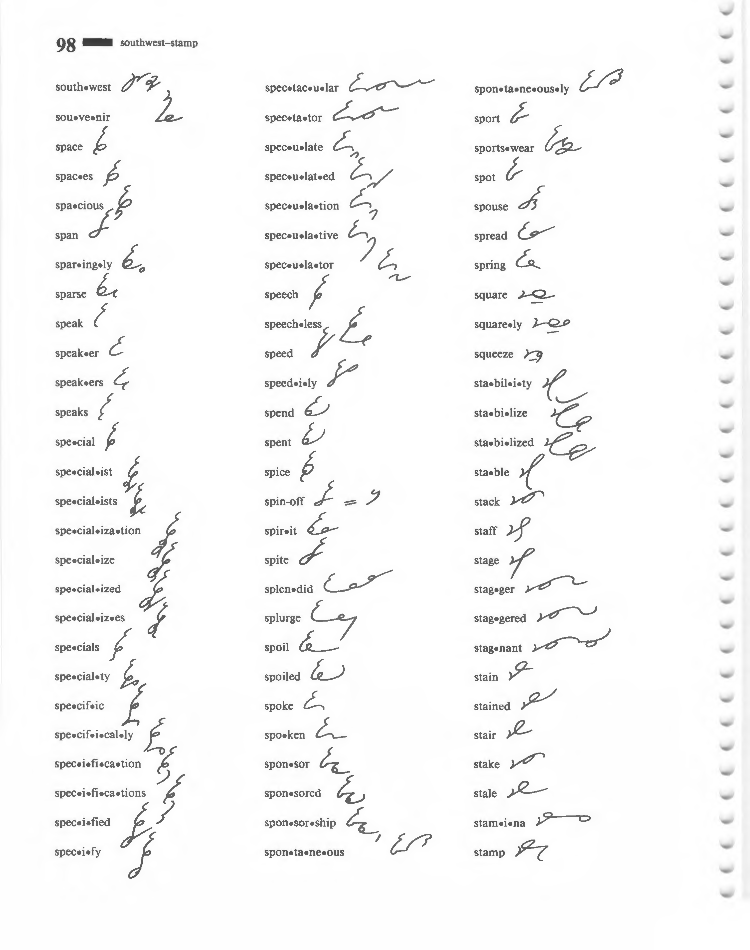 98 southwest–stamp
south•west
sou•ve•nir
space
spac•es
spa•cious
span
spar•ing•ly
sparse
speak
speak•er
speak•ers
speaks
spe•cial
spe•cial•ist
spe•cial•ists
spe•cial•iza•tion
spe•cial•ize
spe•cial•ized
spe•cial•iz•es
spe•cials
spe•cial•ty
spe•cif•ic
spe•cif•i•cal•ly
spec•i•fi•ca•tion
spec•i•fi•ca•tions
spec•i•fied
spec•i•fy
spec•tac•u•lar
spec•ta•tor
spec•u•late
spec•u•lat•ed
spec•u•la•tion
spec•u•la•tive
spec•u•la•tor
speech
speech•less
speed
speed•i•ly
spend
spent
spice
spin-off
spir•it
spite
splen•did
splurge
spoil
spoiled
spoke
spo•ken
spon•sor
spon•sored
spon•sor•ship
spon•ta•ne•ous
spon•ta•ne•ous•ly
sport
sports•wear
spot
spouse
spread
spring
square
square•ly
squeeze
sta•bil•i•ty
sta•bi•lize
sta•bi•lized
sta•ble
stack
staff
stage
stag•ger
stag•gered
stag•nant
stain
stained
stair
stake
stale
stam•i•na
stamp